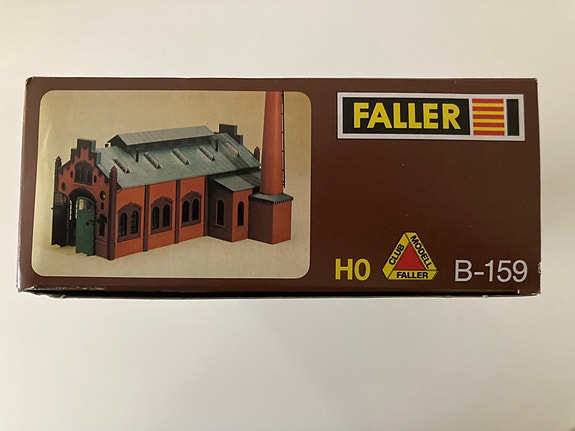 FALLER
H0
CLUB
MODELL
FALLER
B-159